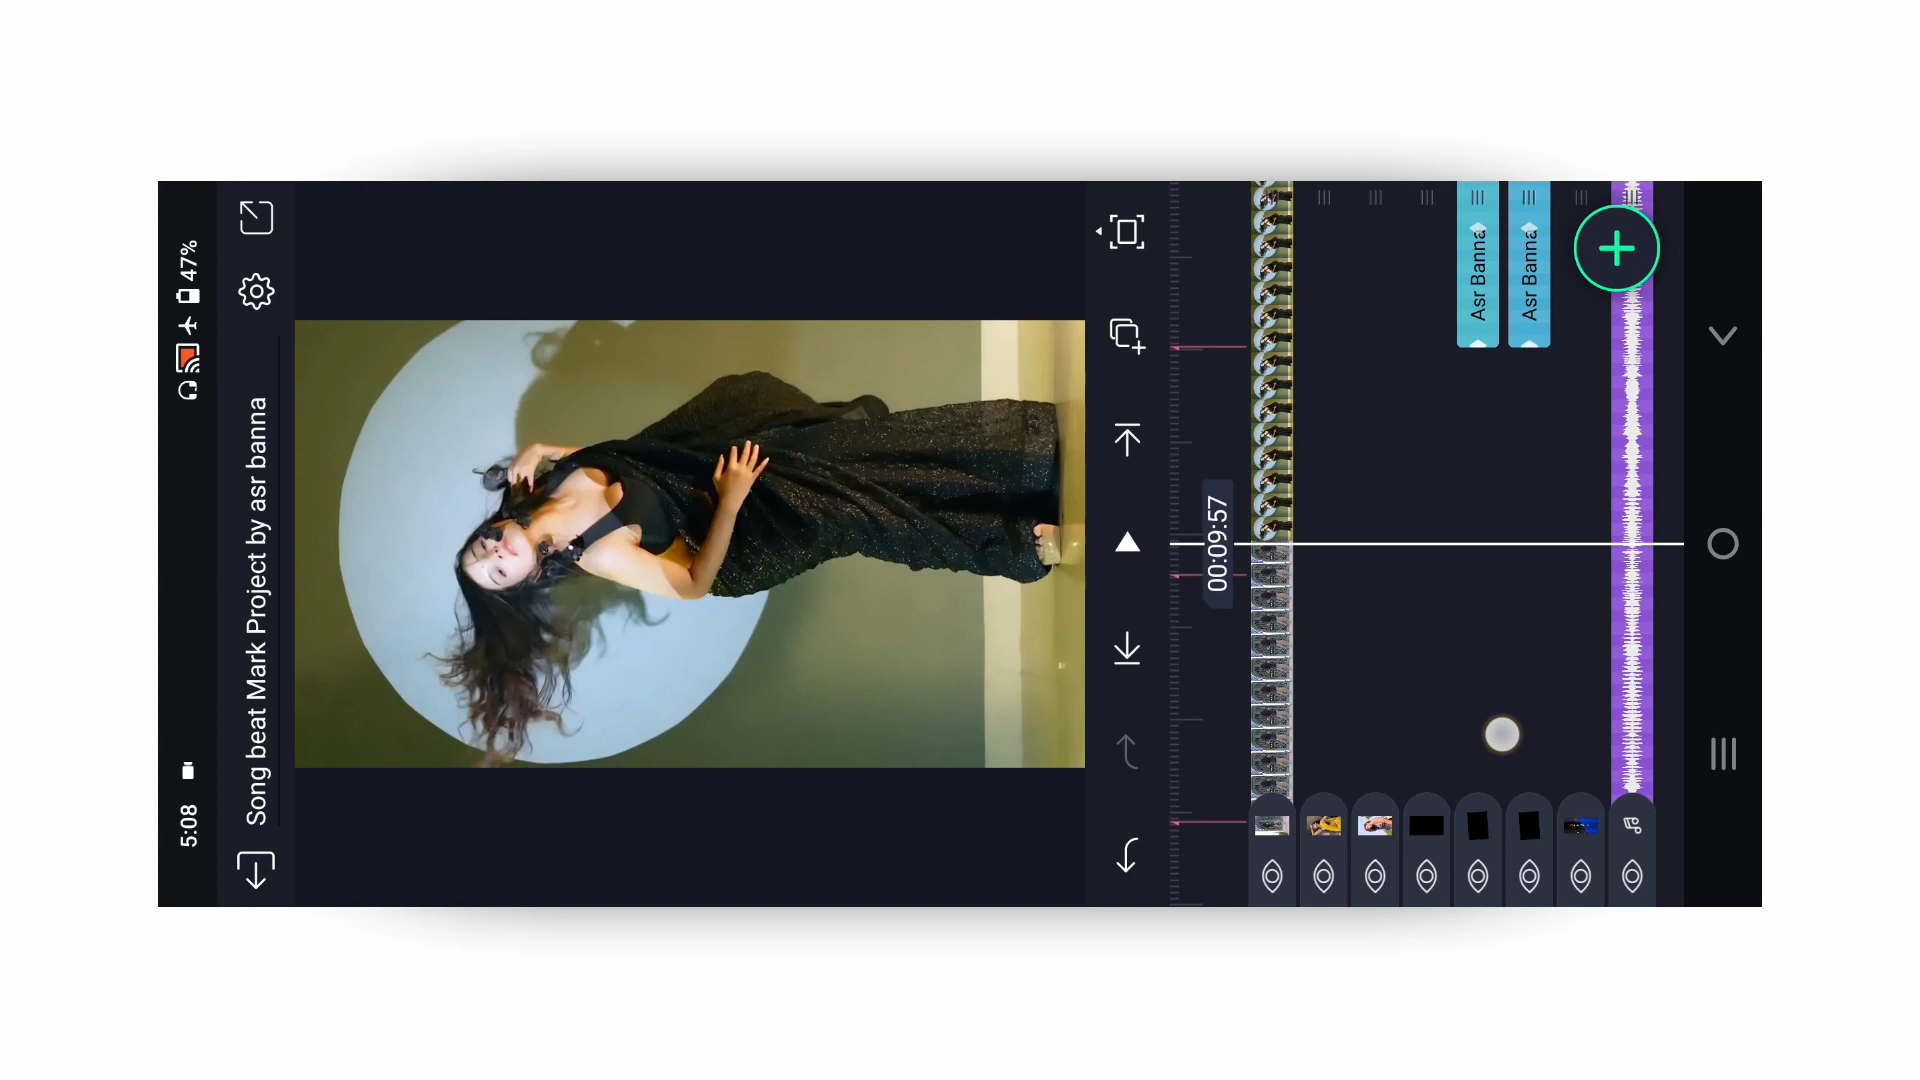 5:08
47%
Song beat Mark Project by asr banna
00:09:57
Asr Banna
Asr Banna